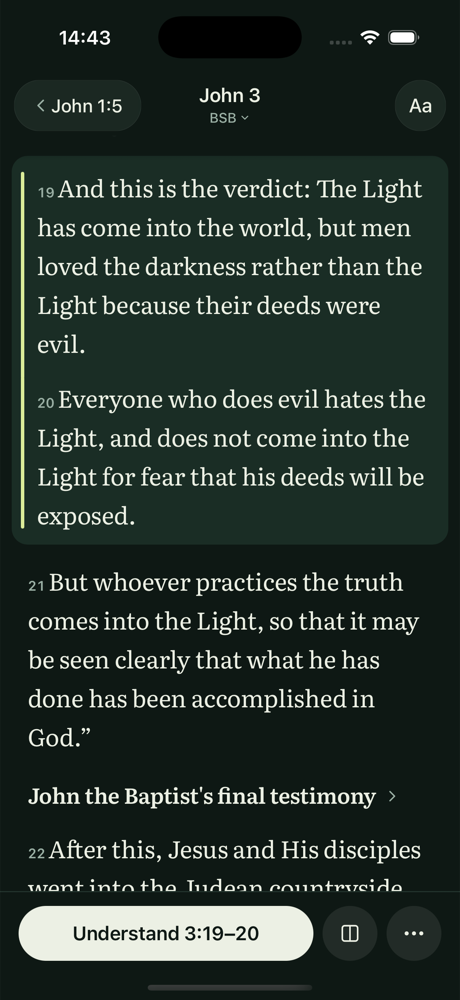 14:43
John 1:5
John 3
BSB
Aa
19 And this is the verdict: The Light
has come into the world, but men
loved the darkness rather than the
Light because their deeds were
evil.
20 Everyone who does evil hates the
Light, and does not come into the
Light for fear that his deeds will be
exposed.
21 But whoever practices the truth
comes into the Light, so that it may
be seen clearly that what he has
done has been accomplished in
God.”
John the Baptist's final testimony
22 After this, Jesus and His disciples
went into the Judean countryside
Understand 3:19–20